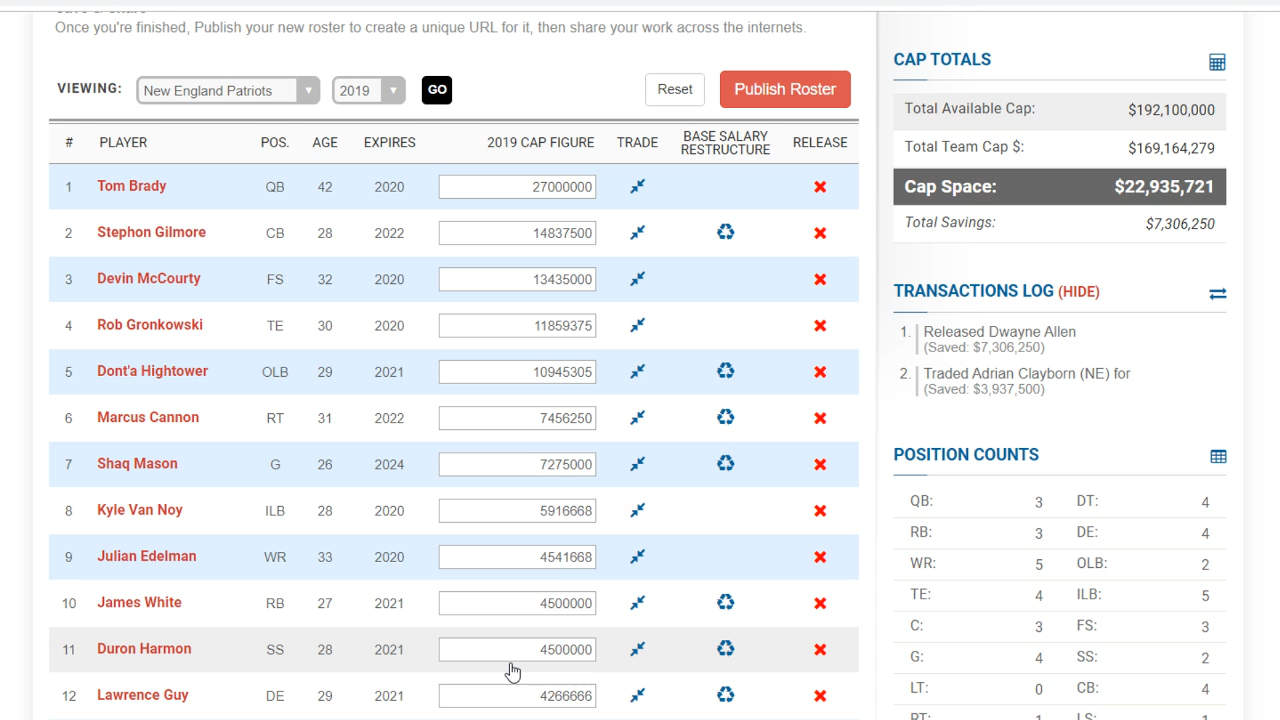 Once you're finished, Publish your new roster to create a unique URL for it, then share your work across the internets.
VIEWING: New England Patriots 2019 GO Reset Publish Roster
# PLAYER POS. AGE EXPIRES 2019 CAP FIGURE TRADE BASE SALARY RESTRUCTURE RELEASE
1 Tom Brady QB 42 2020 27000000
2 Stephon Gilmore CB 28 2022 14837500
3 Devin McCourty FS 32 2020 13435000
4 Rob Gronkowski TE 30 2020 11859375
5 Dont'a Hightower OLB 29 2021 10945305
6 Marcus Cannon RT 31 2022 7456250
7 Shaq Mason G 26 2024 7275000
8 Kyle Van Noy ILB 28 2020 5916668
9 Julian Edelman WR 33 2020 4541668
10 James White RB 27 2021 4500000
11 Duron Harmon SS 28 2021 4500000
12 Lawrence Guy DE 29 2021 4266666
CAP TOTALS
Total Available Cap: $192,100,000
Total Team Cap $: $169,164,279
Cap Space: $22,935,721
Total Savings: $7,306,250
TRANSACTIONS LOG (HIDE)
1. Released Dwayne Allen
(Saved: $7,306,250)
2. Traded Adrian Clayborn (NE) for
(Saved: $3,937,500)
POSITION COUNTS
QB: 3 DT: 4
RB: 3 DE: 4
WR: 5 OLB: 2
TE: 4 ILB: 5
C: 3 FS: 3
G: 4 SS: 2
LT: 0 CB: 4
RT: 1 LS: 1